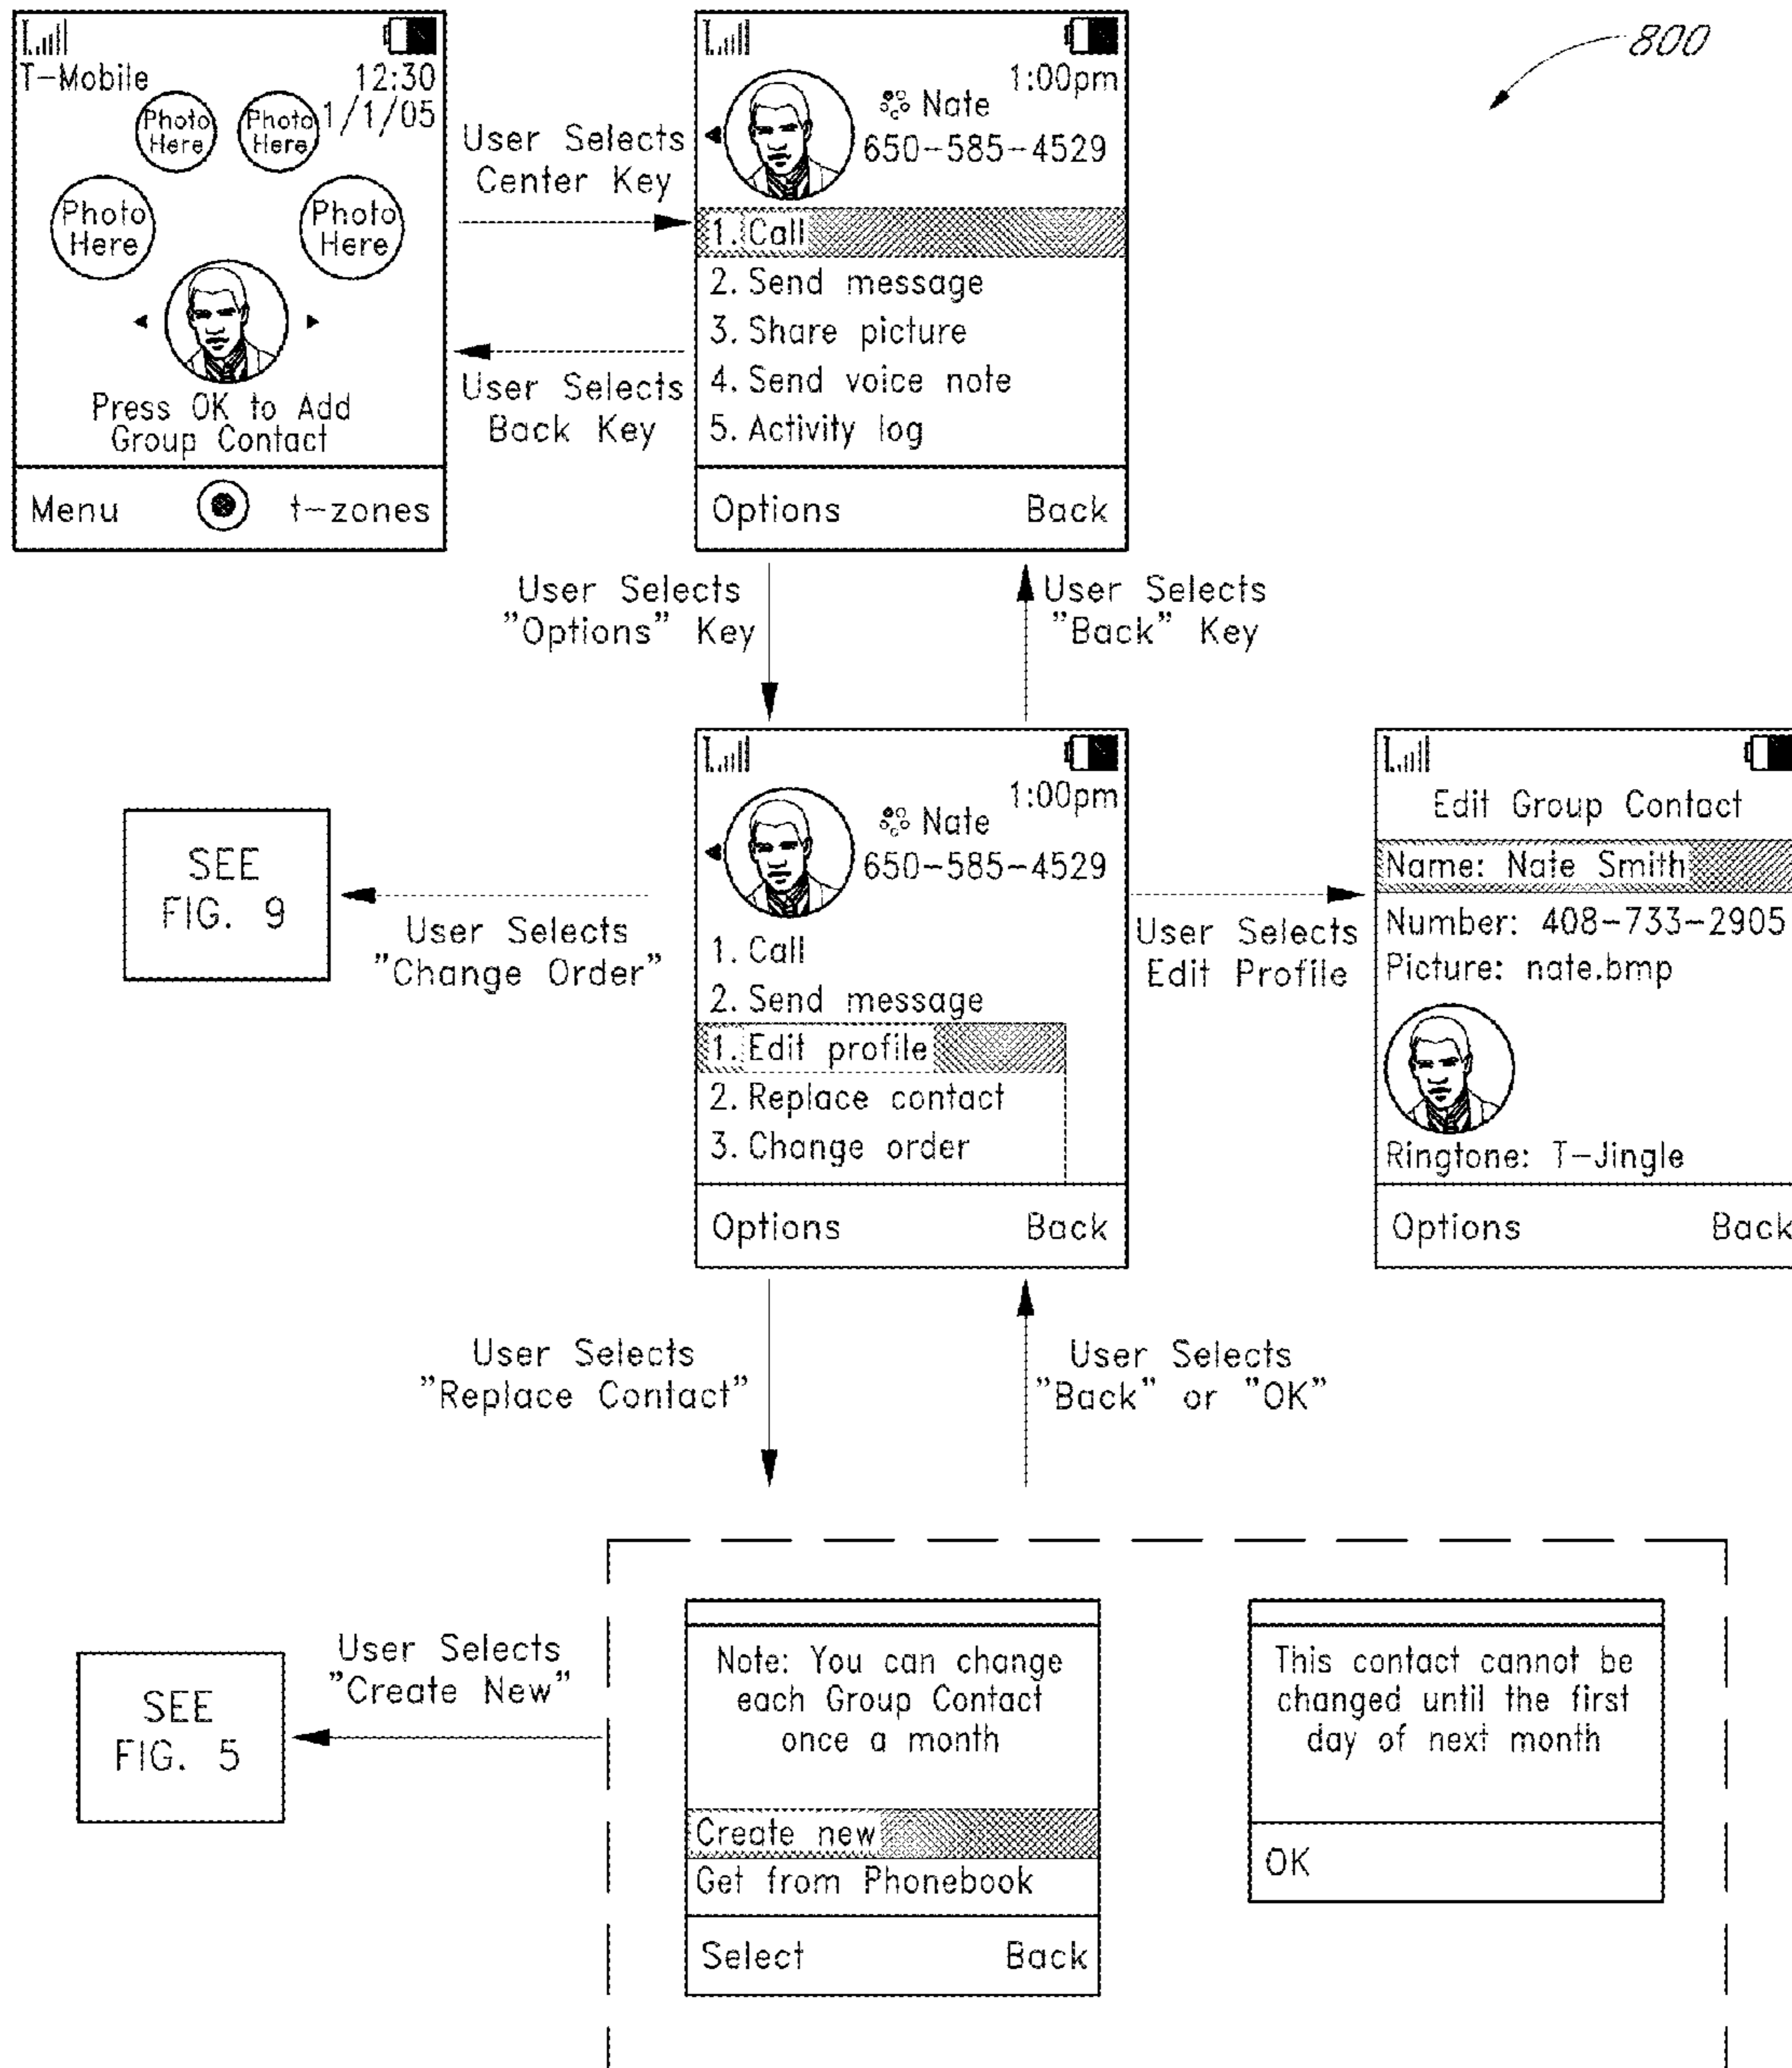 800
T-Mobile
12:30
1/1/05
Photo
Here
Photo
Here
Photo
Here
Photo
Here
Press OK to Add
Group Contact
Menu
t-zones
User Selects
Center Key
User Selects
Back Key
1:00pm
Nate
650-585-4529
1. Call
2. Send message
3. Share picture
4. Send voice note
5. Activity log
Options
Back
User Selects
"Options" Key
User Selects
"Back" Key
SEE
FIG. 9
User Selects
"Change Order"
1:00pm
Nate
650-585-4529
1. Call
2. Send message
1. Edit profile
2. Replace contact
3. Change order
Options
Back
User Selects
Edit Profile
Edit Group Contact
Name: Nate Smith
Number: 408-733-2905
Picture: nate.bmp
Ringtone: T-Jingle
Options
Back
User Selects
"Replace Contact"
User Selects
"Back" or "OK"
SEE
FIG. 5
User Selects
"Create New"
Note: You can change
each Group Contact
once a month
Create new
Get from Phonebook
Select
Back
This contact cannot be
changed until the first
day of next month
OK